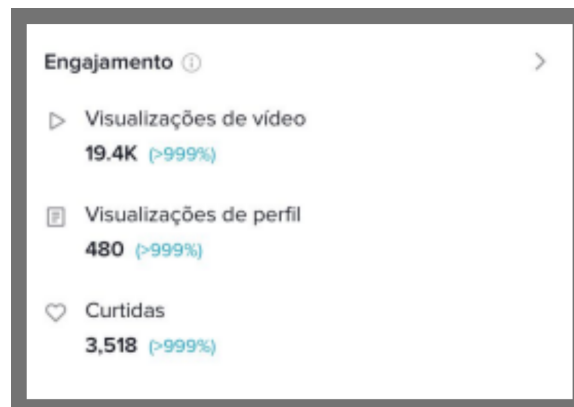 Engajamento
Visualizações de vídeo
19.4K (>999%)
Visualizações de perfil
480 (>999%)
Curtidas
3,518 (>999%)